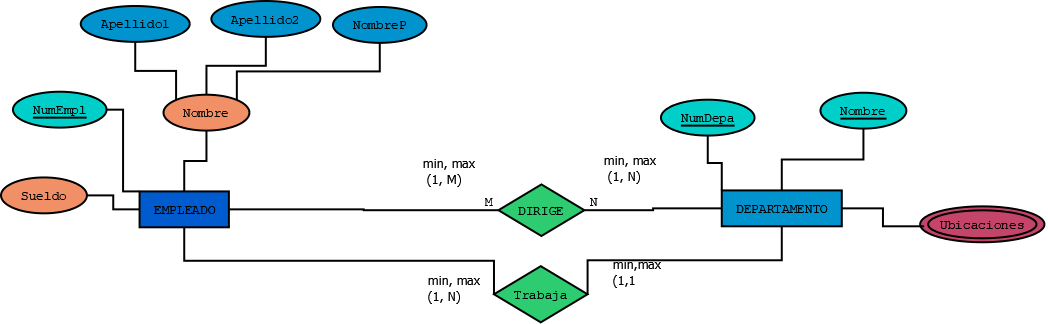 Apellido1
Apellido2
NombreP
NumEmpl
Nombre
NumDepa
Nombre
min, max
(1, M)
min, max
(1, N)
Sueldo
EMPLEADO
M
DIRIGE
N
DEPARTAMENTO
Ubicaciones
min, max
(1, N)
Trabaja
min,max
(1,1